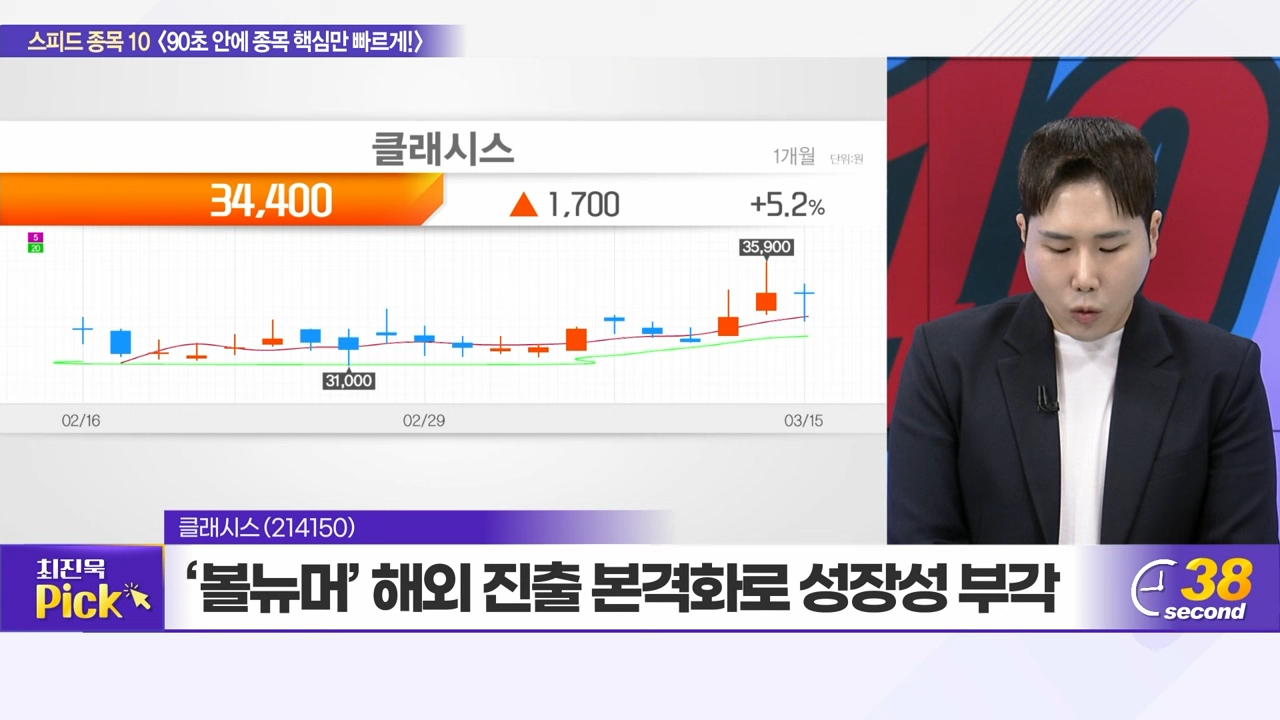 스피드 종목 10 <90초 안에 종목 핵심만 빠르게!>
클래시스
1개월 단위:원
34,400 ▲ 1,700 +5.2%
5
20
35,900
31,000
02/16 02/29 03/15
10
클래시스(214150)
최진욱
Pick
‘볼뉴머’ 해외 진출 본격화로 성장성 부각
38
second